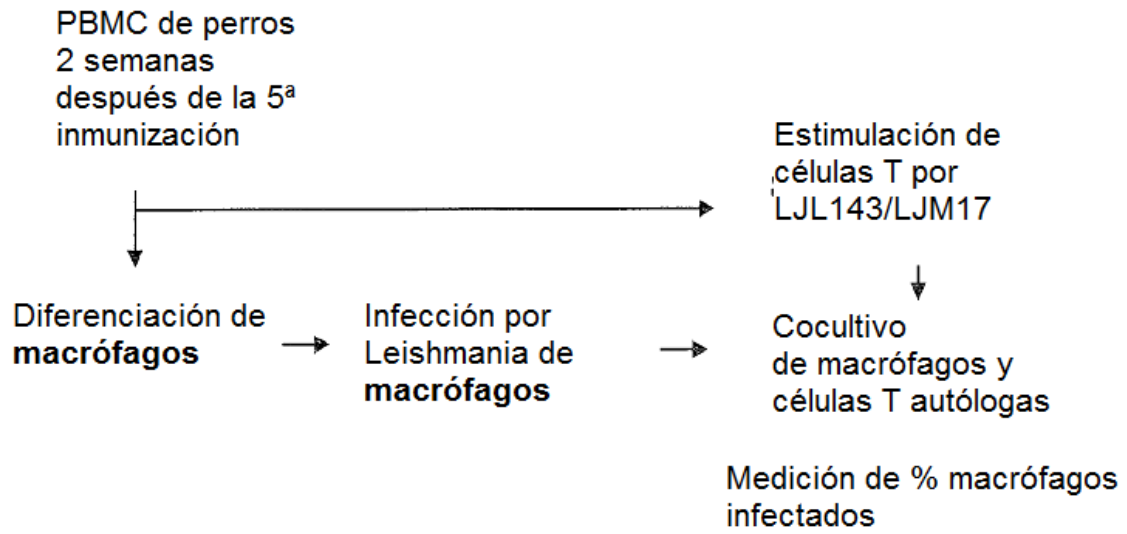 PBMC de perros
2 semanas
después de la 5ª
inmunización
Estimulación de
células T por
LJL143/LJM17
Diferenciación de
macrófagos
Infección por
Leishmania de
macrófagos
Cocultivo
de macrófagos y
células T autólogas
Medición de % macrófagos
infectados